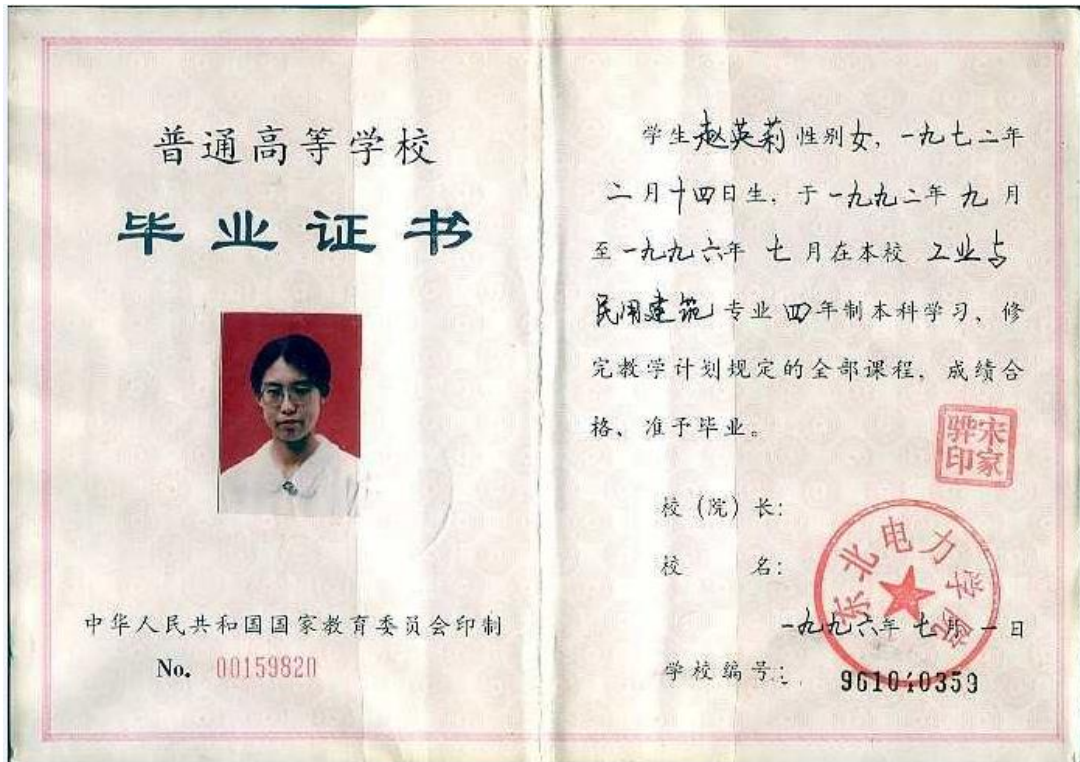 普通高等学校
毕业证书
中华人民共和国国家教育委员会印制
No. 00159820
学生赵英莉性别女，一九七二年
二月十四日生，于一九九二年九月
至一九九六年七月在本校工业与
民用建筑专业四年制本科学习、修
完教学计划规定的全部课程，成绩合
格、准予毕业。
宋家骅印
校（院）长：
校名：
东北电力学院
一九九六年七月一日
学校编号：961040359